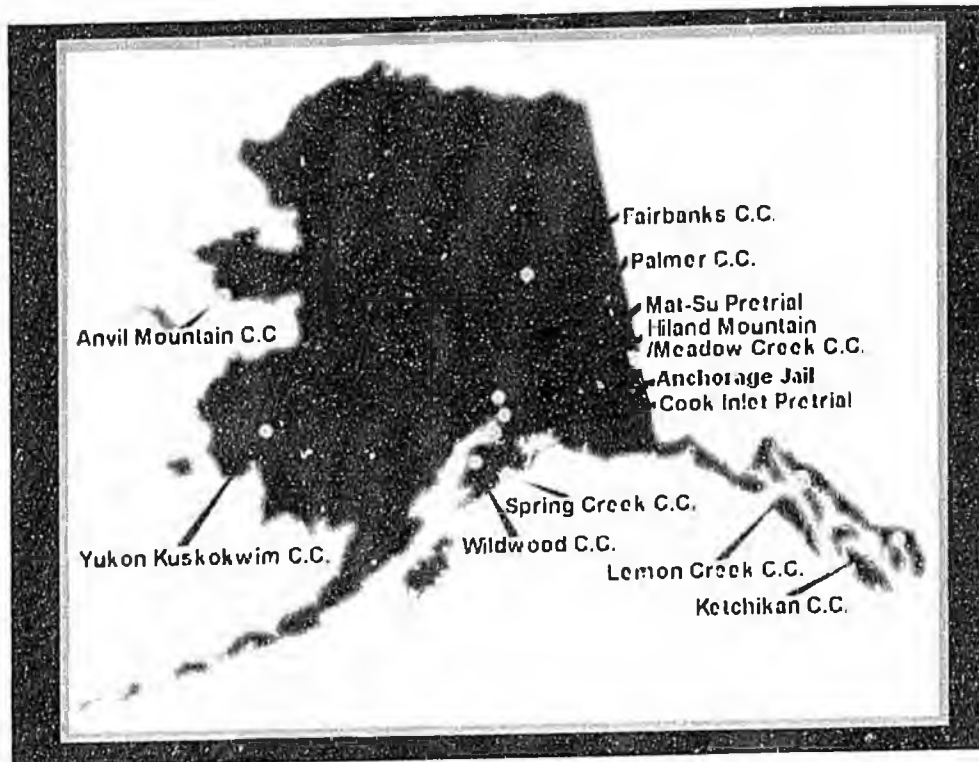 Fairbanks C.C.
Palmer C.C.
Mat-Su Pretrial
Hiland Mountain
/Meadow Creek C.C.
Anchorage Jail
Cook Inlet Pretrial
Anvil Mountain C.C
Spring Creek C.C.
Wildwood C.C.
Yukon Kuskokwim C.C.
Lemon Creek C.C.
Ketchikan C.C.